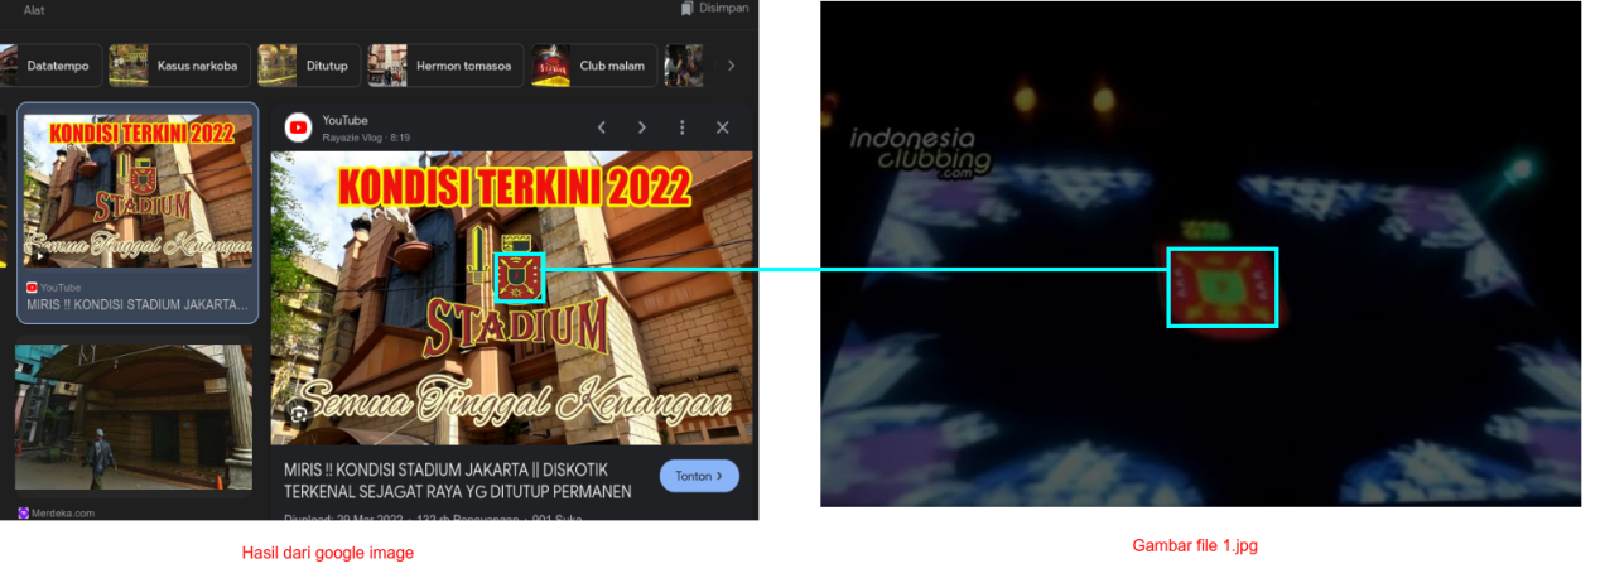 Alat
Disimpan
Datatempo
Kasus narkoba
Ditutup
Hermon tomasoa
Club malam
KONDISI TERKINI 2022
STADIUM
Semua Tinggal Kenangan
YouTube
MIRIS !! KONDISI STADIUM JAKARTA...
Merdeka.com
YouTube
Rayazie Vlog · 8:19
KONDISI TERKINI 2022
STADIUM
Semua Tinggal Kenangan
MIRIS !! KONDISI STADIUM JAKARTA || DISKOTIK
TERKENAL SEJAGAT RAYA YG DITUTUP PERMANEN
Tonton
Diupload: 29 Mar 2022 · 132 rb Penayangan · 901 Suka
Hasil dari google image
indonesia
clubbing
.com
Gambar file 1.jpg